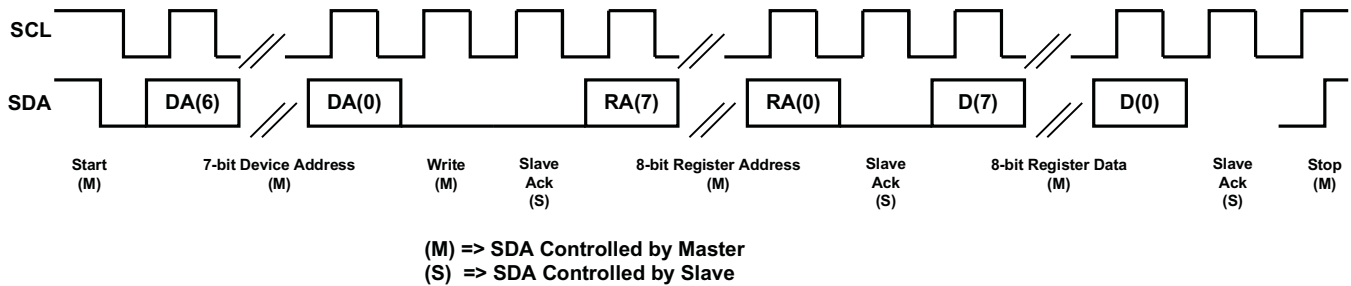 SCL
SDA
DA(6)
DA(0)
RA(7)
RA(0)
D(7)
D(0)
Start
(M)
7-bit Device Address
(M)
Write
(M)
Slave
Ack
(S)
8-bit Register Address
(M)
Slave
Ack
(S)
8-bit Register Data
(M)
Slave
Ack
(S)
Stop
(M)
(M) => SDA Controlled by Master
(S) => SDA Controlled by Slave